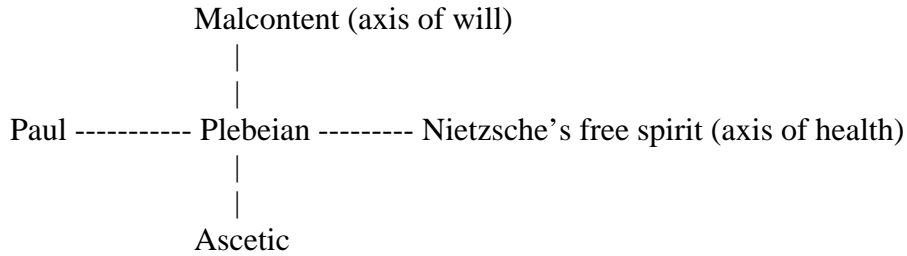 Malcontent (axis of will)
|
|
Paul ----------- Plebeian --------- Nietzsche’s free spirit (axis of health)
|
|
Ascetic